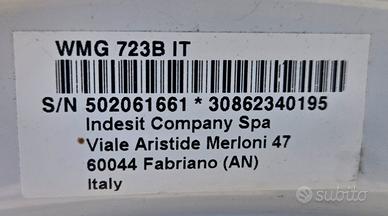 WMG 723B IT
S/N 502061661 * 30862340195
Indesit Company Spa
Viale Aristide Merloni 47
60044 Fabriano (AN)
Italy
subito